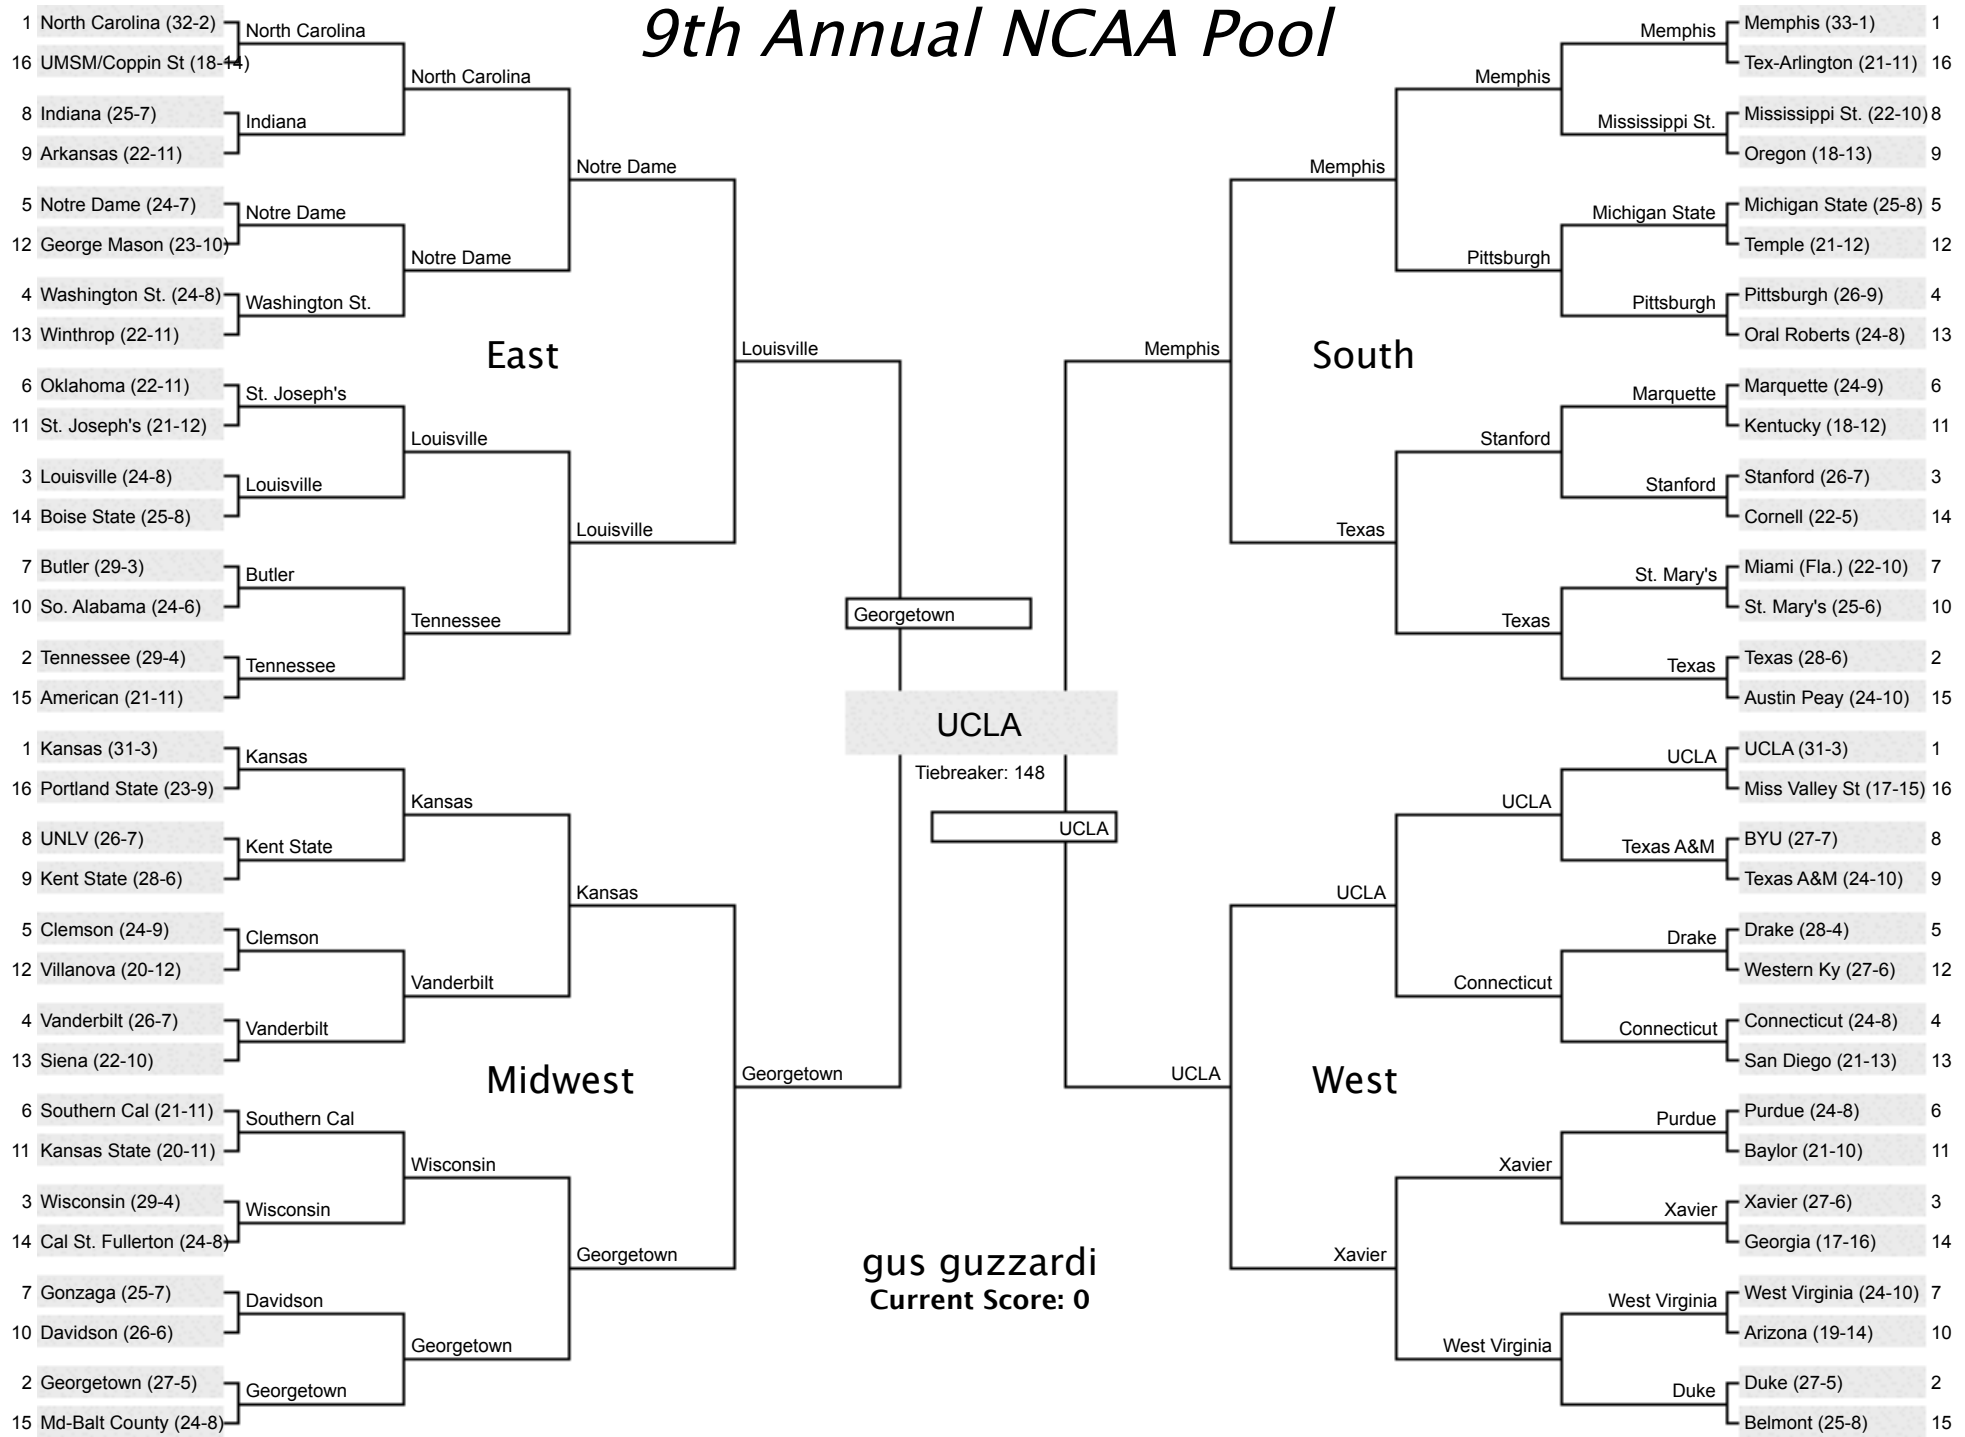 9th Annual NCAA Pool
1 North Carolina (32-2)
16 UMSM/Coppin St (18-14)
8 Indiana (25-7)
9 Arkansas (22-11)
5 Notre Dame (24-7)
12 George Mason (23-10)
4 Washington St. (24-8)
13 Winthrop (22-11)
6 Oklahoma (22-11)
11 St. Joseph's (21-12)
3 Louisville (24-8)
14 Boise State (25-8)
7 Butler (29-3)
10 So. Alabama (24-6)
2 Tennessee (29-4)
15 American (21-11)
North Carolina
Indiana
Notre Dame
Washington St.
St. Joseph's
Louisville
Butler
Tennessee
North Carolina
Notre Dame
Louisville
Tennessee
Notre Dame
Louisville
East
Louisville
1 Kansas (31-3)
16 Portland State (23-9)
8 UNLV (26-7)
9 Kent State (28-6)
5 Clemson (24-9)
12 Villanova (20-12)
4 Vanderbilt (26-7)
13 Siena (22-10)
6 Southern Cal (21-11)
11 Kansas State (20-11)
3 Wisconsin (29-4)
14 Cal St. Fullerton (24-8)
7 Gonzaga (25-7)
10 Davidson (26-6)
2 Georgetown (27-5)
15 Md-Balt County (24-8)
Kansas
Kent State
Clemson
Vanderbilt
Southern Cal
Wisconsin
Davidson
Georgetown
Kansas
Vanderbilt
Wisconsin
Georgetown
Kansas
Georgetown
Midwest
Georgetown
Georgetown
UCLA
Tiebreaker: 148
UCLA
gus guzzardi
Current Score: 0
Memphis
South
Memphis
Texas
Memphis
Pittsburgh
Stanford
Texas
Memphis
Mississippi St.
Michigan State
Pittsburgh
Marquette
Stanford
St. Mary's
Texas
Memphis (33-1) 1
Tex-Arlington (21-11) 16
Mississippi St. (22-10) 8
Oregon (18-13) 9
Michigan State (25-8) 5
Temple (21-12) 12
Pittsburgh (26-9) 4
Oral Roberts (24-8) 13
Marquette (24-9) 6
Kentucky (18-12) 11
Stanford (26-7) 3
Cornell (22-5) 14
Miami (Fla.) (22-10) 7
St. Mary's (25-6) 10
Texas (28-6) 2
Austin Peay (24-10) 15
UCLA
West
UCLA
Xavier
UCLA
Connecticut
Xavier
West Virginia
UCLA
Texas A&M
Drake
Connecticut
Purdue
Xavier
West Virginia
Duke
UCLA (31-3) 1
Miss Valley St (17-15) 16
BYU (27-7) 8
Texas A&M (24-10) 9
Drake (28-4) 5
Western Ky (27-6) 12
Connecticut (24-8) 4
San Diego (21-13) 13
Purdue (24-8) 6
Baylor (21-10) 11
Xavier (27-6) 3
Georgia (17-16) 14
West Virginia (24-10) 7
Arizona (19-14) 10
Duke (27-5) 2
Belmont (25-8) 15